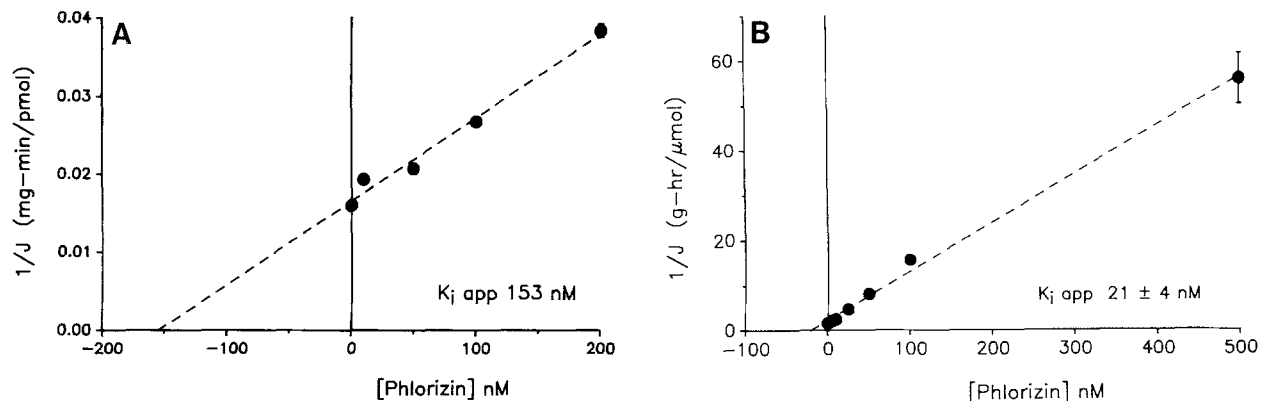 A
1/J (mg-min/pmol)
0.04
0.03
0.02
0.01
0.00
-200
-100
0
100
200
Ki app 153 nM
[Phlorizin] nM
B
1/J (g-hr/μmol)
60
40
20
0
-100
0
100
200
300
400
500
Ki app 21 ± 4 nM
[Phlorizin] nM